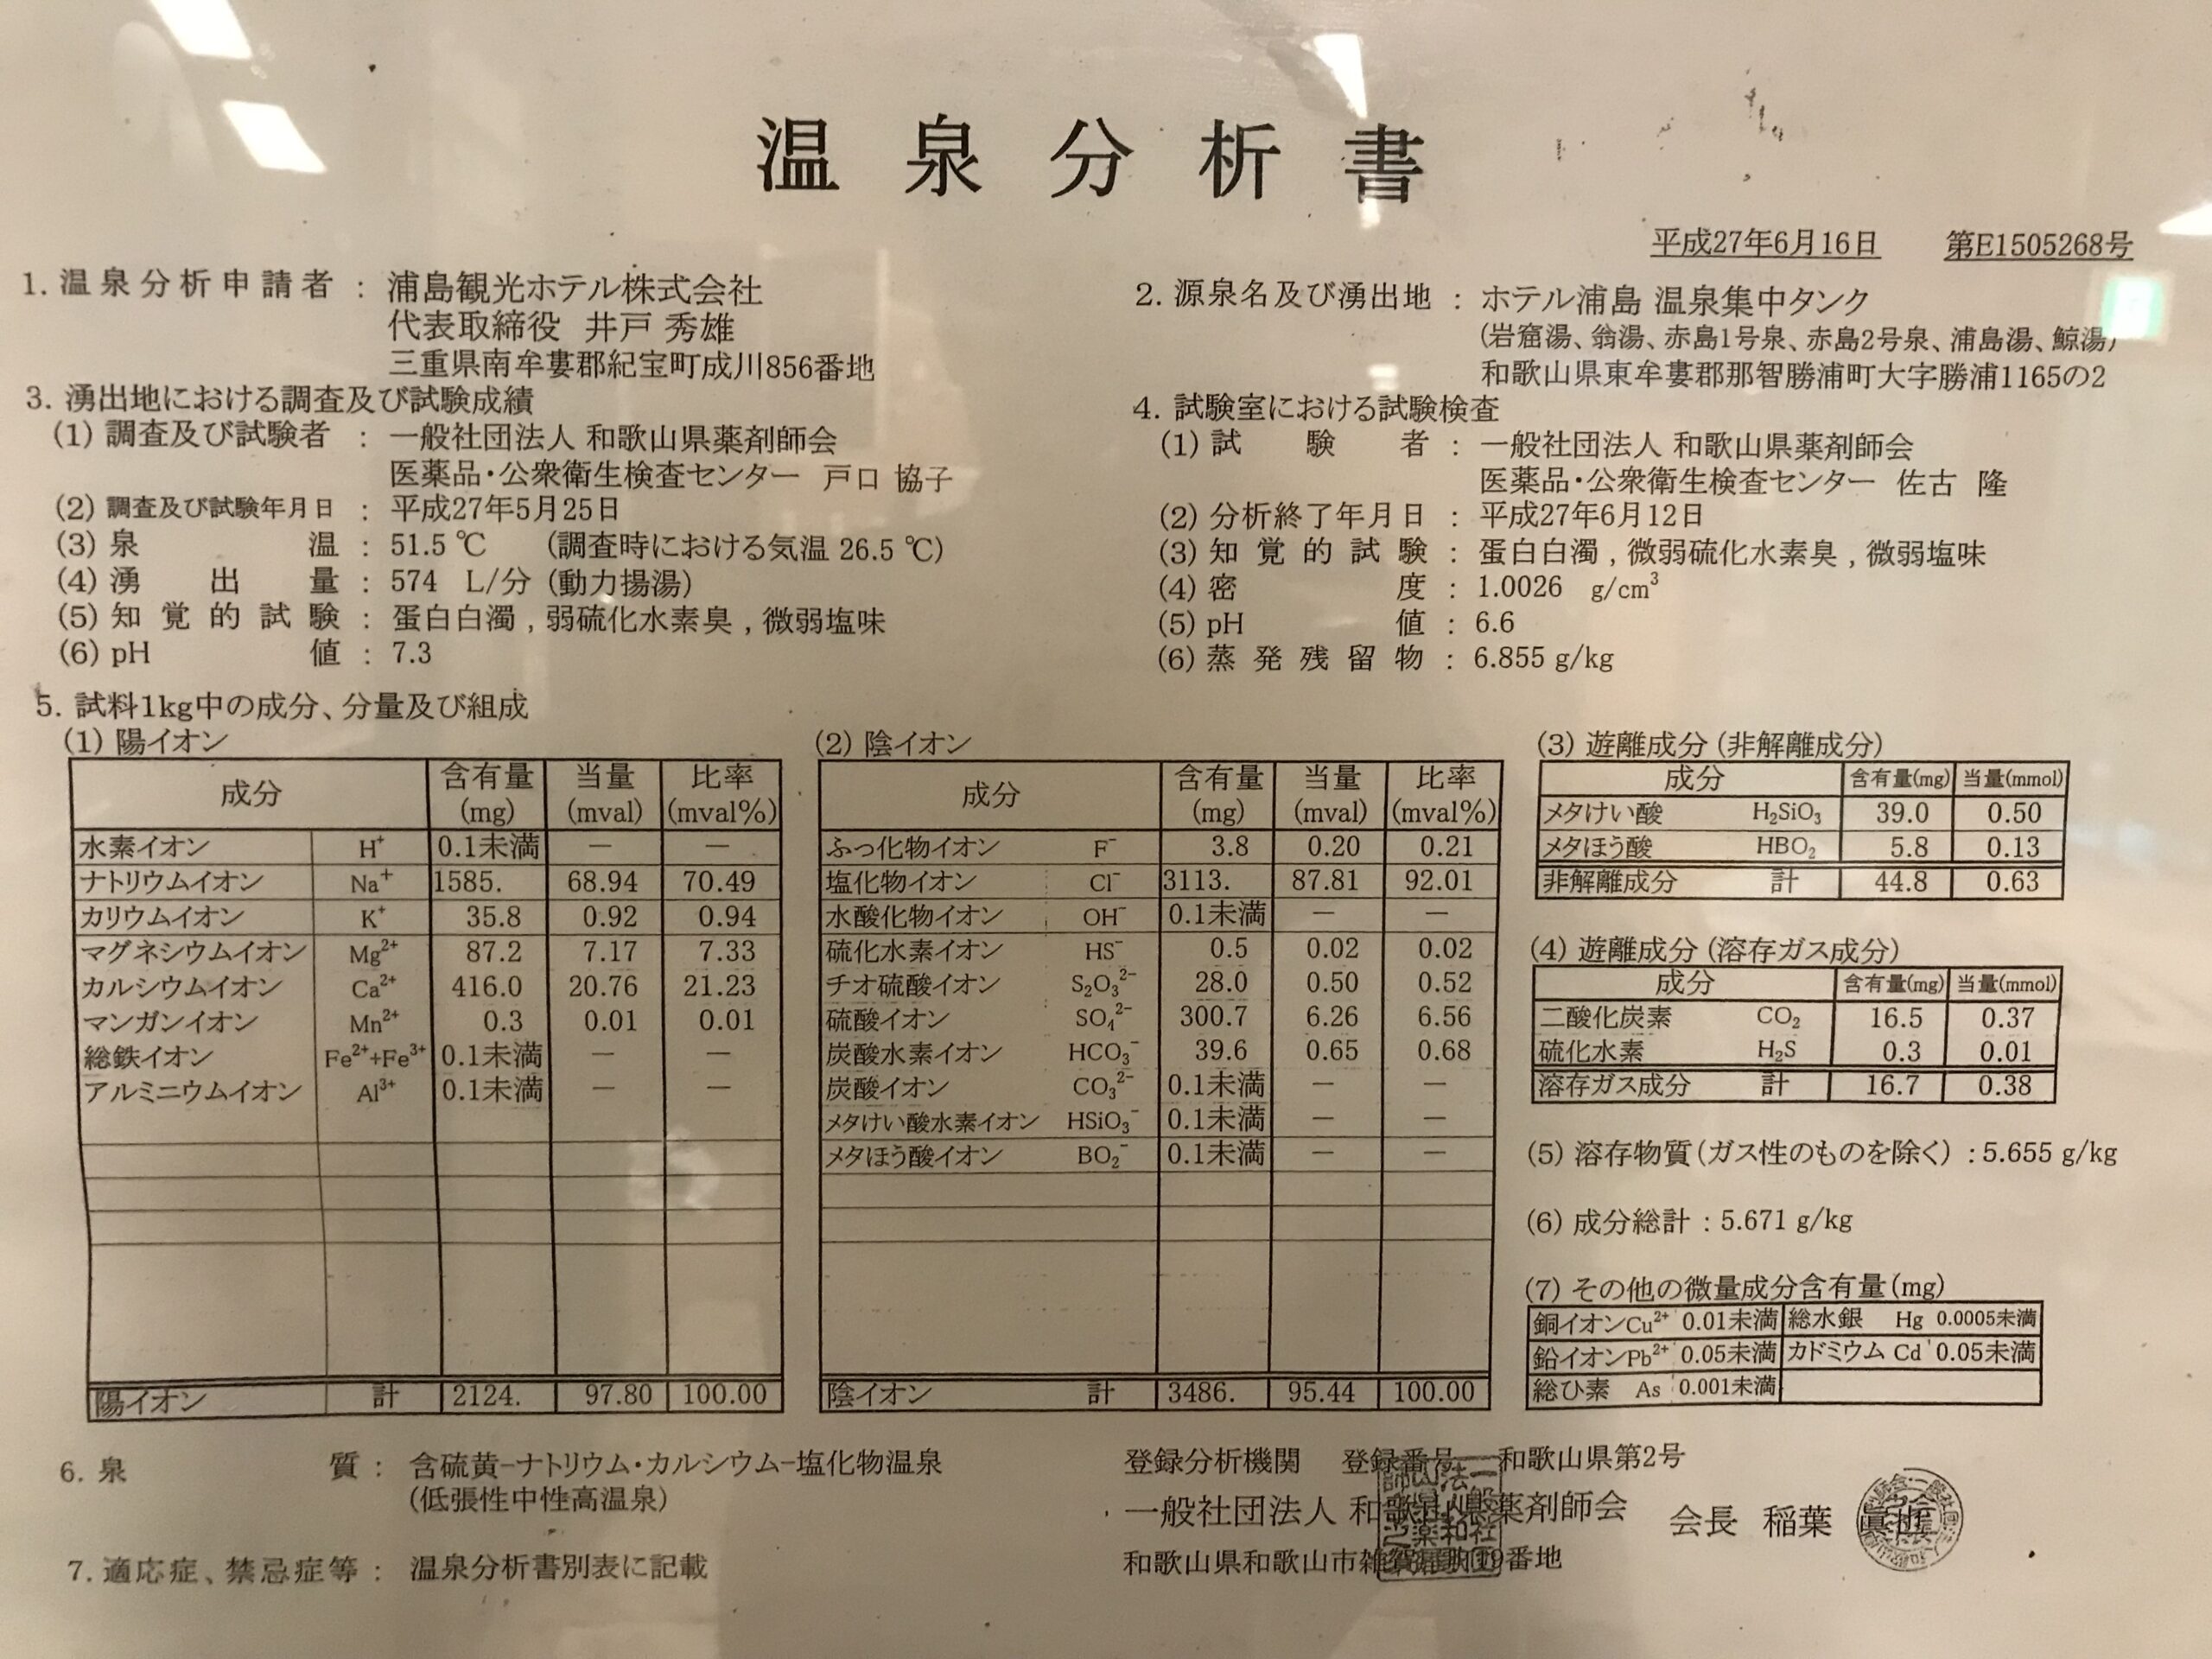 温泉分析書
平成27年6月16日 第E1505268号
1. 温泉分析申請者 : 浦島観光ホテル株式会社
代表取締役 井戸 秀雄
三重県南牟婁郡紀宝町成川856番地
2. 源泉名及び湧出地 : ホテル浦島 温泉集中タンク
(岩窟湯、翁湯、赤島1号泉、赤島2号泉、浦島湯、鯨湯)
和歌山県東牟婁郡那智勝浦町大字勝浦1165の2
3. 湧出地における調査及び試験成績
(1) 調査及び試験者 : 一般社団法人 和歌山県薬剤師会
医薬品・公衆衛生検査センター 戸口 協子
(2) 調査及び試験年月日 : 平成27年5月25日
(3) 泉温 : 51.5 ℃ (調査時における気温 26.5 ℃)
(4) 湧出量 : 574 L/分 (動力揚湯)
(5) 知覚的試験 : 蛋白白濁 , 弱硫化水素臭 , 微弱塩味
(6) pH値 : 7.3
4. 試験室における試験検査
(1) 試験者 : 一般社団法人 和歌山県薬剤師会
医薬品・公衆衛生検査センター 佐古 隆
(2) 分析終了年月日 : 平成27年6月12日
(3) 知覚的試験 : 蛋白白濁 , 微弱硫化水素臭 , 微弱塩味
(4) 密度 : 1.0026 g/cm³
(5) pH値 : 6.6
(6) 蒸発残留物 : 6.855 g/kg
5. 試料1kg中の成分、分量及び組成
(1) 陽イオン
成分 含有量(mg) 当量(mval) 比率(mval%)
水素イオン H⁺ 0.1未満 — —
ナトリウムイオン Na⁺ 1585. 68.94 70.49
カリウムイオン K⁺ 35.8 0.92 0.94
マグネシウムイオン Mg²⁺ 87.2 7.17 7.33
カルシウムイオン Ca²⁺ 416.0 20.76 21.23
マンガンイオン Mn²⁺ 0.3 0.01 0.01
総鉄イオン Fe²⁺+Fe³⁺ 0.1未満 — —
アルミニウムイオン Al³⁺ 0.1未満 — —
陽イオン 計 2124. 97.80 100.00
(2) 陰イオン
成分 含有量(mg) 当量(mval) 比率(mval%)
ふっ化物イオン F⁻ 3.8 0.20 0.21
塩化物イオン Cl⁻ 3113. 87.81 92.01
水酸化物イオン OH⁻ 0.1未満 — —
硫化水素イオン HS⁻ 0.5 0.02 0.02
チオ硫酸イオン S₂O₃²⁻ 28.0 0.50 0.52
硫酸イオン SO₄²⁻ 300.7 6.26 6.56
炭酸水素イオン HCO₃⁻ 39.6 0.65 0.68
炭酸イオン CO₃²⁻ 0.1未満 — —
メタけい酸水素イオン HSiO₃⁻ 0.1未満 — —
メタほう酸イオン BO₂⁻ 0.1未満 — —
陰イオン 計 3486. 95.44 100.00
(3) 遊離成分 (非解離成分)
成分 含有量(mg) 当量(mmol)
メタけい酸 H₂SiO₃ 39.0 0.50
メタほう酸 HBO₂ 5.8 0.13
非解離成分 計 44.8 0.63
(4) 遊離成分 (溶存ガス成分)
成分 含有量(mg) 当量(mmol)
二酸化炭素 CO₂ 16.5 0.37
硫化水素 H₂S 0.3 0.01
溶存ガス成分 計 16.7 0.38
(5) 溶存物質 (ガス性のものを除く) : 5.655 g/kg
(6) 成分総計 : 5.671 g/kg
(7) その他の微量成分含有量 (mg)
銅イオンCu²⁺ 0.01未満 総水銀 Hg 0.0005未満
鉛イオンPb²⁺ 0.05未満 カドミウム Cd 0.05未満
総ひ素 As 0.001未満
6. 泉質 : 含硫黄-ナトリウム・カルシウム-塩化物温泉
(低張性中性高温泉)
7. 適応症、禁忌症等 : 温泉分析書別表に記載
登録分析機関 登録番号 和歌山県第2号
一般社団法人 和歌山県薬剤師会 会長 稲葉
和歌山県和歌山市雑賀屋町19番地